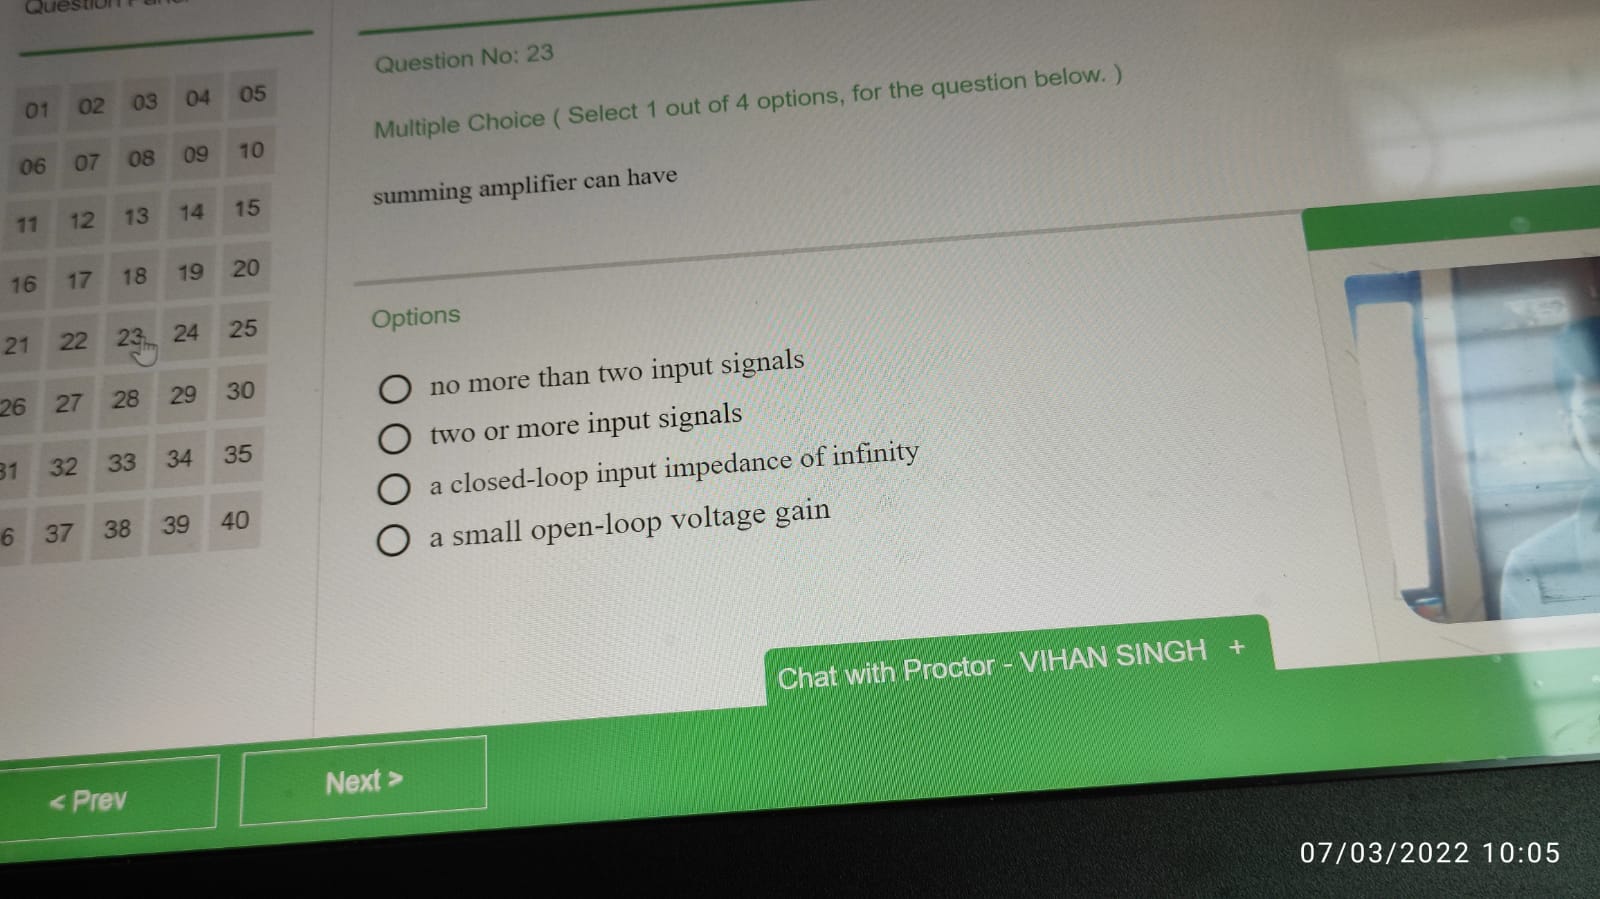 Question
Question No: 23
Multiple Choice ( Select 1 out of 4 options, for the question below. )
summing amplifier can have
01 02 03 04 05
06 07 08 09 10
11 12 13 14 15
16 17 18 19 20
21 22 23 24 25
26 27 28 29 30
31 32 33 34 35
6 37 38 39 40
Options
no more than two input signals
two or more input signals
a closed-loop input impedance of infinity
a small open-loop voltage gain
Chat with Proctor - VIHAN SINGH +
< Prev
Next >
07/03/2022 10:05